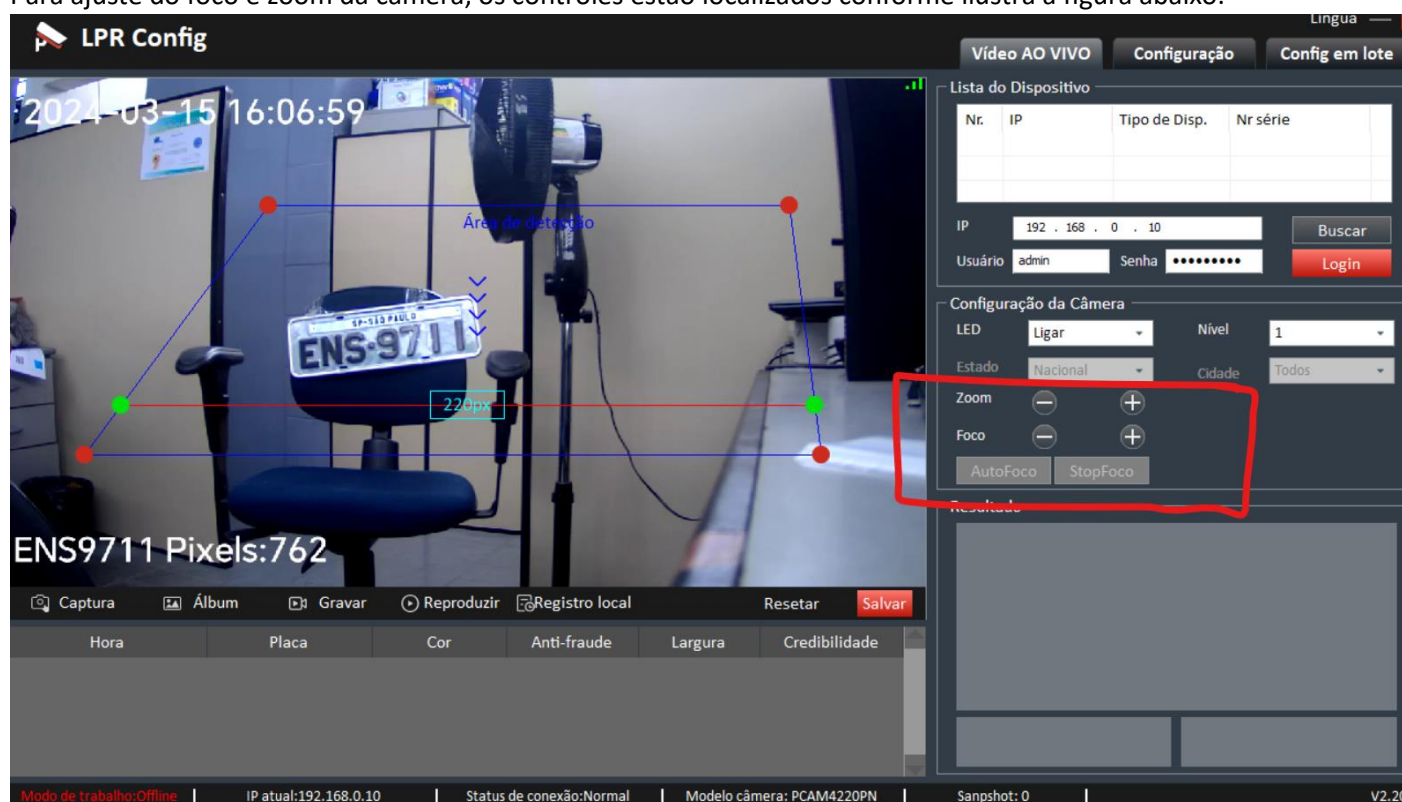 Para ajuste do foco e zoom da câmera, os controles estão localizados conforme ilustra a figura abaixo:
Língua
LPR Config
Vídeo AO VIVO
Configuração
Config em lote
2024-03-15 16:06:59
Área de detecção
SP-SÃO PAULO
ENS-9711
220px
ENS9711 Pixels:762
Captura
Álbum
Gravar
Reproduzir
Registro local
Resetar
Salvar
Hora Placa Cor Anti-fraude Largura Credibilidade
Lista do Dispositivo
Nr. IP Tipo de Disp. Nr série
IP 192 . 168 . 0 . 10 Buscar
Usuário admin Senha ••••••••• Login
Configuração da Câmera
LED Ligar Nível 1
Estado Nacional Cidade Todos
Zoom
Foco
AutoFoco StopFoco
Resultado
Modo de trabalho:Offline IP atual:192.168.0.10 Status de conexão:Normal Modelo câmera: PCAM4220PN Sanpshot: 0 V2.20